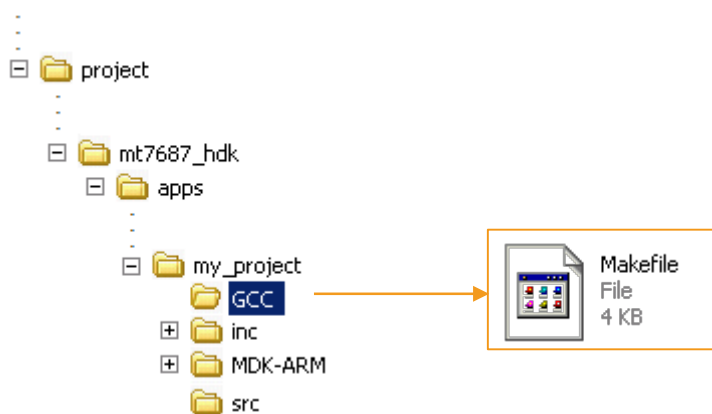 project
mt7687_hdk
apps
my_project
GCC
Makefile
File
4 KB
inc
MDK-ARM
src